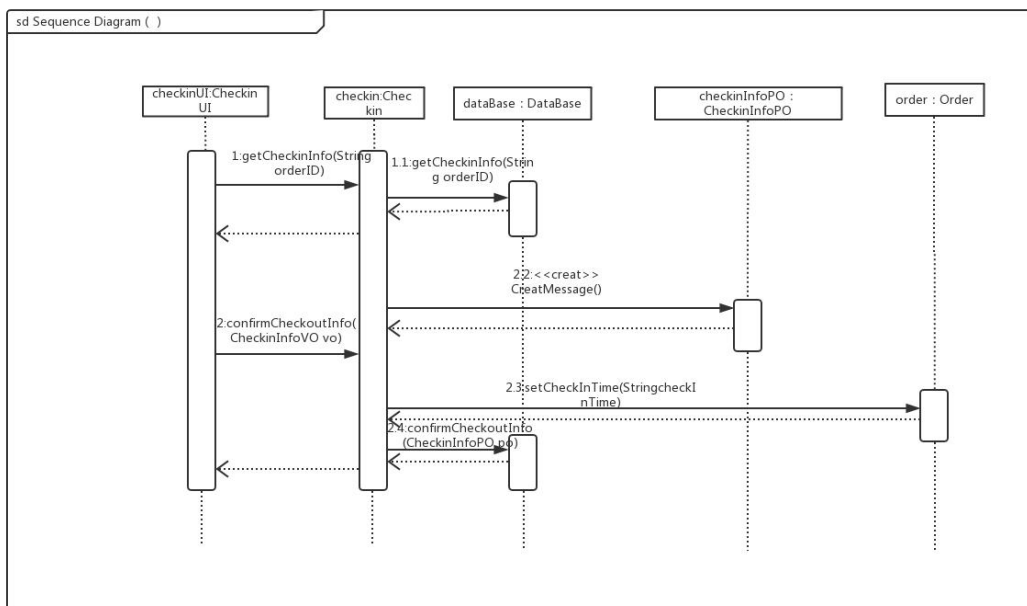 sd Sequence Diagram ( )
checkinUI:Checkin
UI
checkin:Chec
kin
dataBase : DataBase
checkinInfoPO :
CheckinInfoPO
order : Order
1:getCheckinInfo(String
orderID)
1.1:getCheckinInfo(Strin
g orderID)
2.2:<<creat>>
CreatMessage()
2:confirmCheckoutInfo(
CheckinInfoVO vo)
2.3:setCheckInTime(StringcheckI
nTime)
2.4:confirmCheckoutInfo
(CheckinInfoPO po)